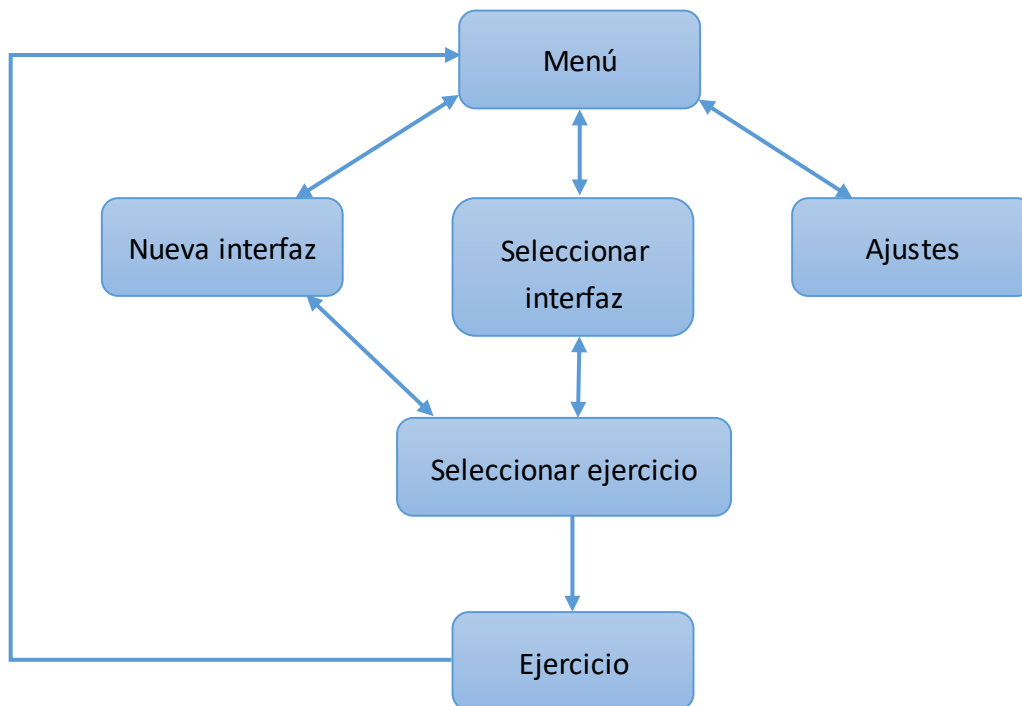 Menú
Nueva interfaz
Seleccionar
interfaz
Ajustes
Seleccionar ejercicio
Ejercicio